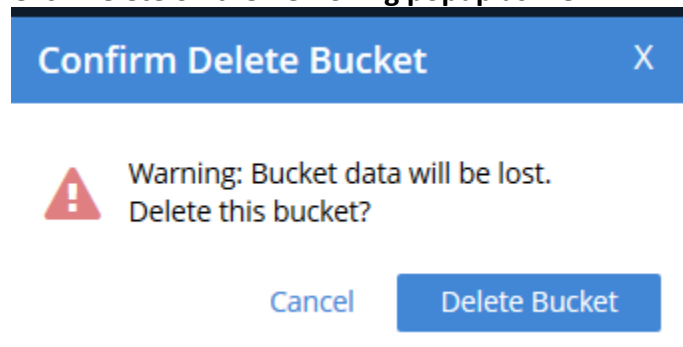 Confirm Delete Bucket X
Warning: Bucket data will be lost.
Delete this bucket?
Cancel Delete Bucket